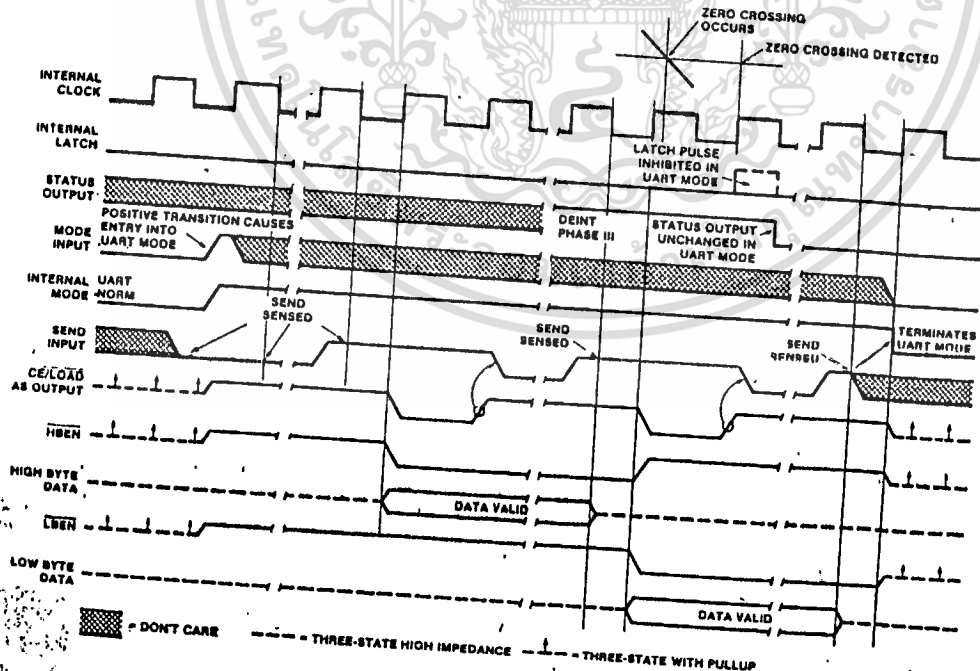 ZERO CROSSING
OCCURS
ZERO CROSSING DETECTED
INTERNAL
CLOCK
INTERNAL
LATCH
LATCH PULSE
INHIBITED IN
UART MODE
STATUS
OUTPUT
DEINT
PHASE III
STATUS OUTPUT
UNCHANGED IN
UART MODE
POSITIVE TRANSITION CAUSES
ENTRY INTO
UART MODE
MODE
INPUT
INTERNAL
MODE
UART
NORM
SEND
SENSED
SEND
SENSED
SEND
SENSED
TERMINATES
UART MODE
SEND
INPUT
CE/LOAD
AS OUTPUT
HBEN
HIGH BYTE
DATA
DATA VALID
LBEN
LOW BYTE
DATA
DATA VALID
= DON'T CARE
= THREE-STATE HIGH IMPEDANCE
= THREE-STATE WITH PULLUP